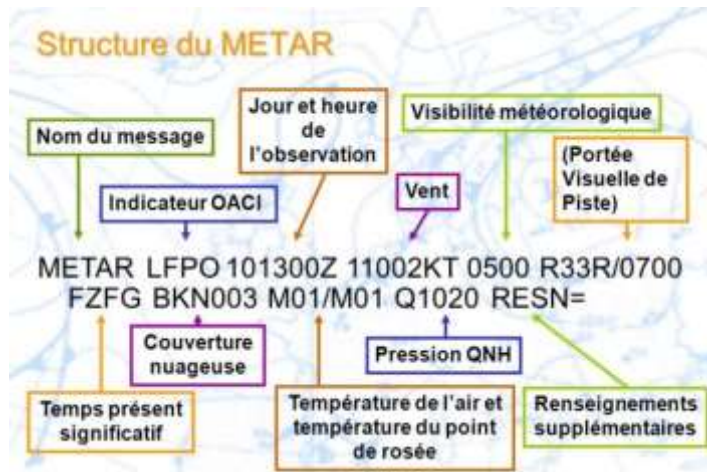 Structure du METAR
Nom du message
Jour et heure
de
l'observation
Visibilité météorologique
(Portée
Visuelle de
Piste)
Indicateur OACI
Vent
METAR LFPO 101300Z 11002KT 0500 R33R/0700
FZFG BKN003 M01/M01 Q1020 RESN=
Couverture
nuageuse
Pression QNH
Temps présent
significatif
Température de l'air et
température du point
de rosée
Renseignements
supplémentaires